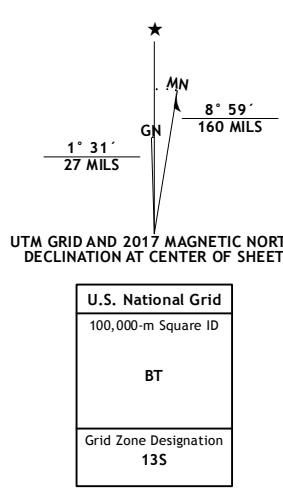 MN
8° 59´
160 MILS
GN
1° 31´
27 MILS
UTM GRID AND 2017 MAGNETIC NORT
DECLINATION AT CENTER OF SHEET
U.S. National Grid
100,000-m Square ID
BT
Grid Zone Designation
13S